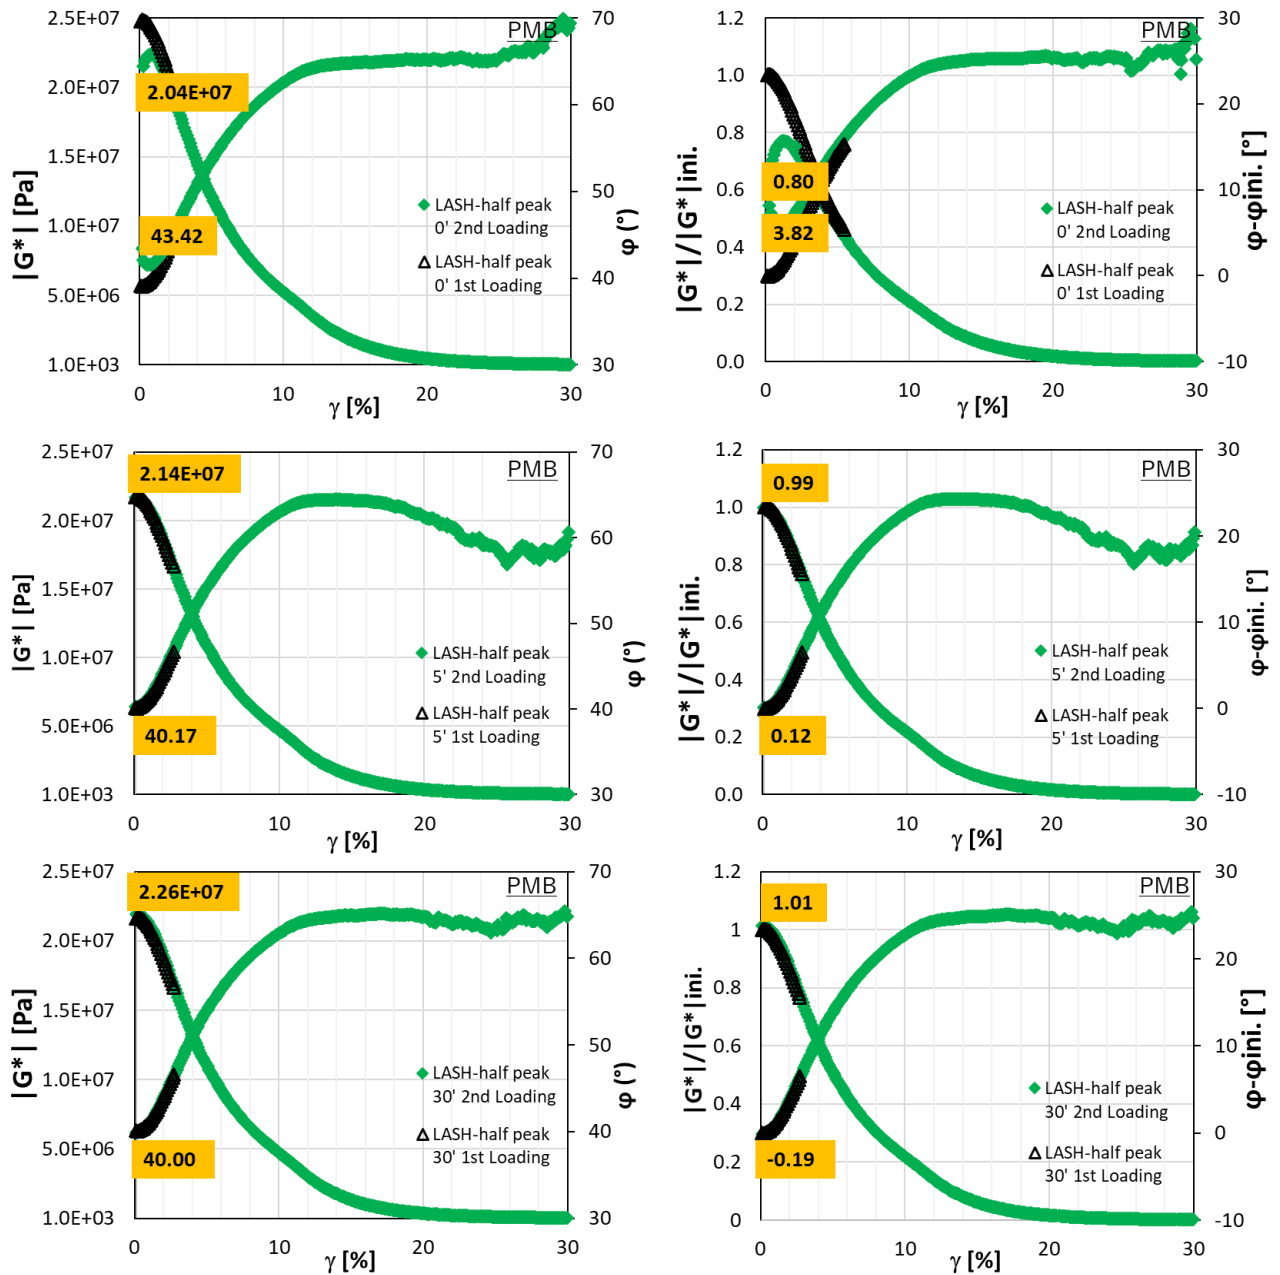 2.5E+07
2.0E+07
1.5E+07
1.0E+07
5.0E+06
1.0E+03
|G*| [Pa]
70
60
50
40
30
φ (°)
0
10
20
30
γ [%]
PMB
2.04E+07
43.42
LASH-half peak
0' 2nd Loading
LASH-half peak
0' 1st Loading
1.2
1.0
0.8
0.6
0.4
0.2
0.0
|G*|/|G*|ini.
30
20
10
0
-10
φ-φini. [°]
0
10
20
30
γ [%]
PMB
0.80
3.82
LASH-half peak
0' 2nd Loading
LASH-half peak
0' 1st Loading
2.5E+07
2.0E+07
1.5E+07
1.0E+07
5.0E+06
1.0E+03
|G*| [Pa]
70
60
50
40
30
φ (°)
0
10
20
30
γ [%]
PMB
2.14E+07
40.17
LASH-half peak
5' 2nd Loading
LASH-half peak
5' 1st Loading
1.2
1.0
0.8
0.6
0.4
0.2
0.0
|G*|/|G*|ini.
30
20
10
0
-10
φ-φini. [°]
0
10
20
30
γ [%]
PMB
0.99
0.12
LASH-half peak
5' 2nd Loading
LASH-half peak
5' 1st Loading
2.5E+07
2.0E+07
1.5E+07
1.0E+07
5.0E+06
1.0E+03
|G*| [Pa]
70
60
50
40
30
φ (°)
0
10
20
30
γ [%]
PMB
2.26E+07
40.00
LASH-half peak
30' 2nd Loading
LASH-half peak
30' 1st Loading
1.2
1
0.8
0.6
0.4
0.2
0
|G*|/|G*|ini.
30
20
10
0
-10
φ-φini. [°]
0
10
20
30
γ [%]
PMB
1.01
-0.19
LASH-half peak
30' 2nd Loading
LASH-half peak
30' 1st Loading